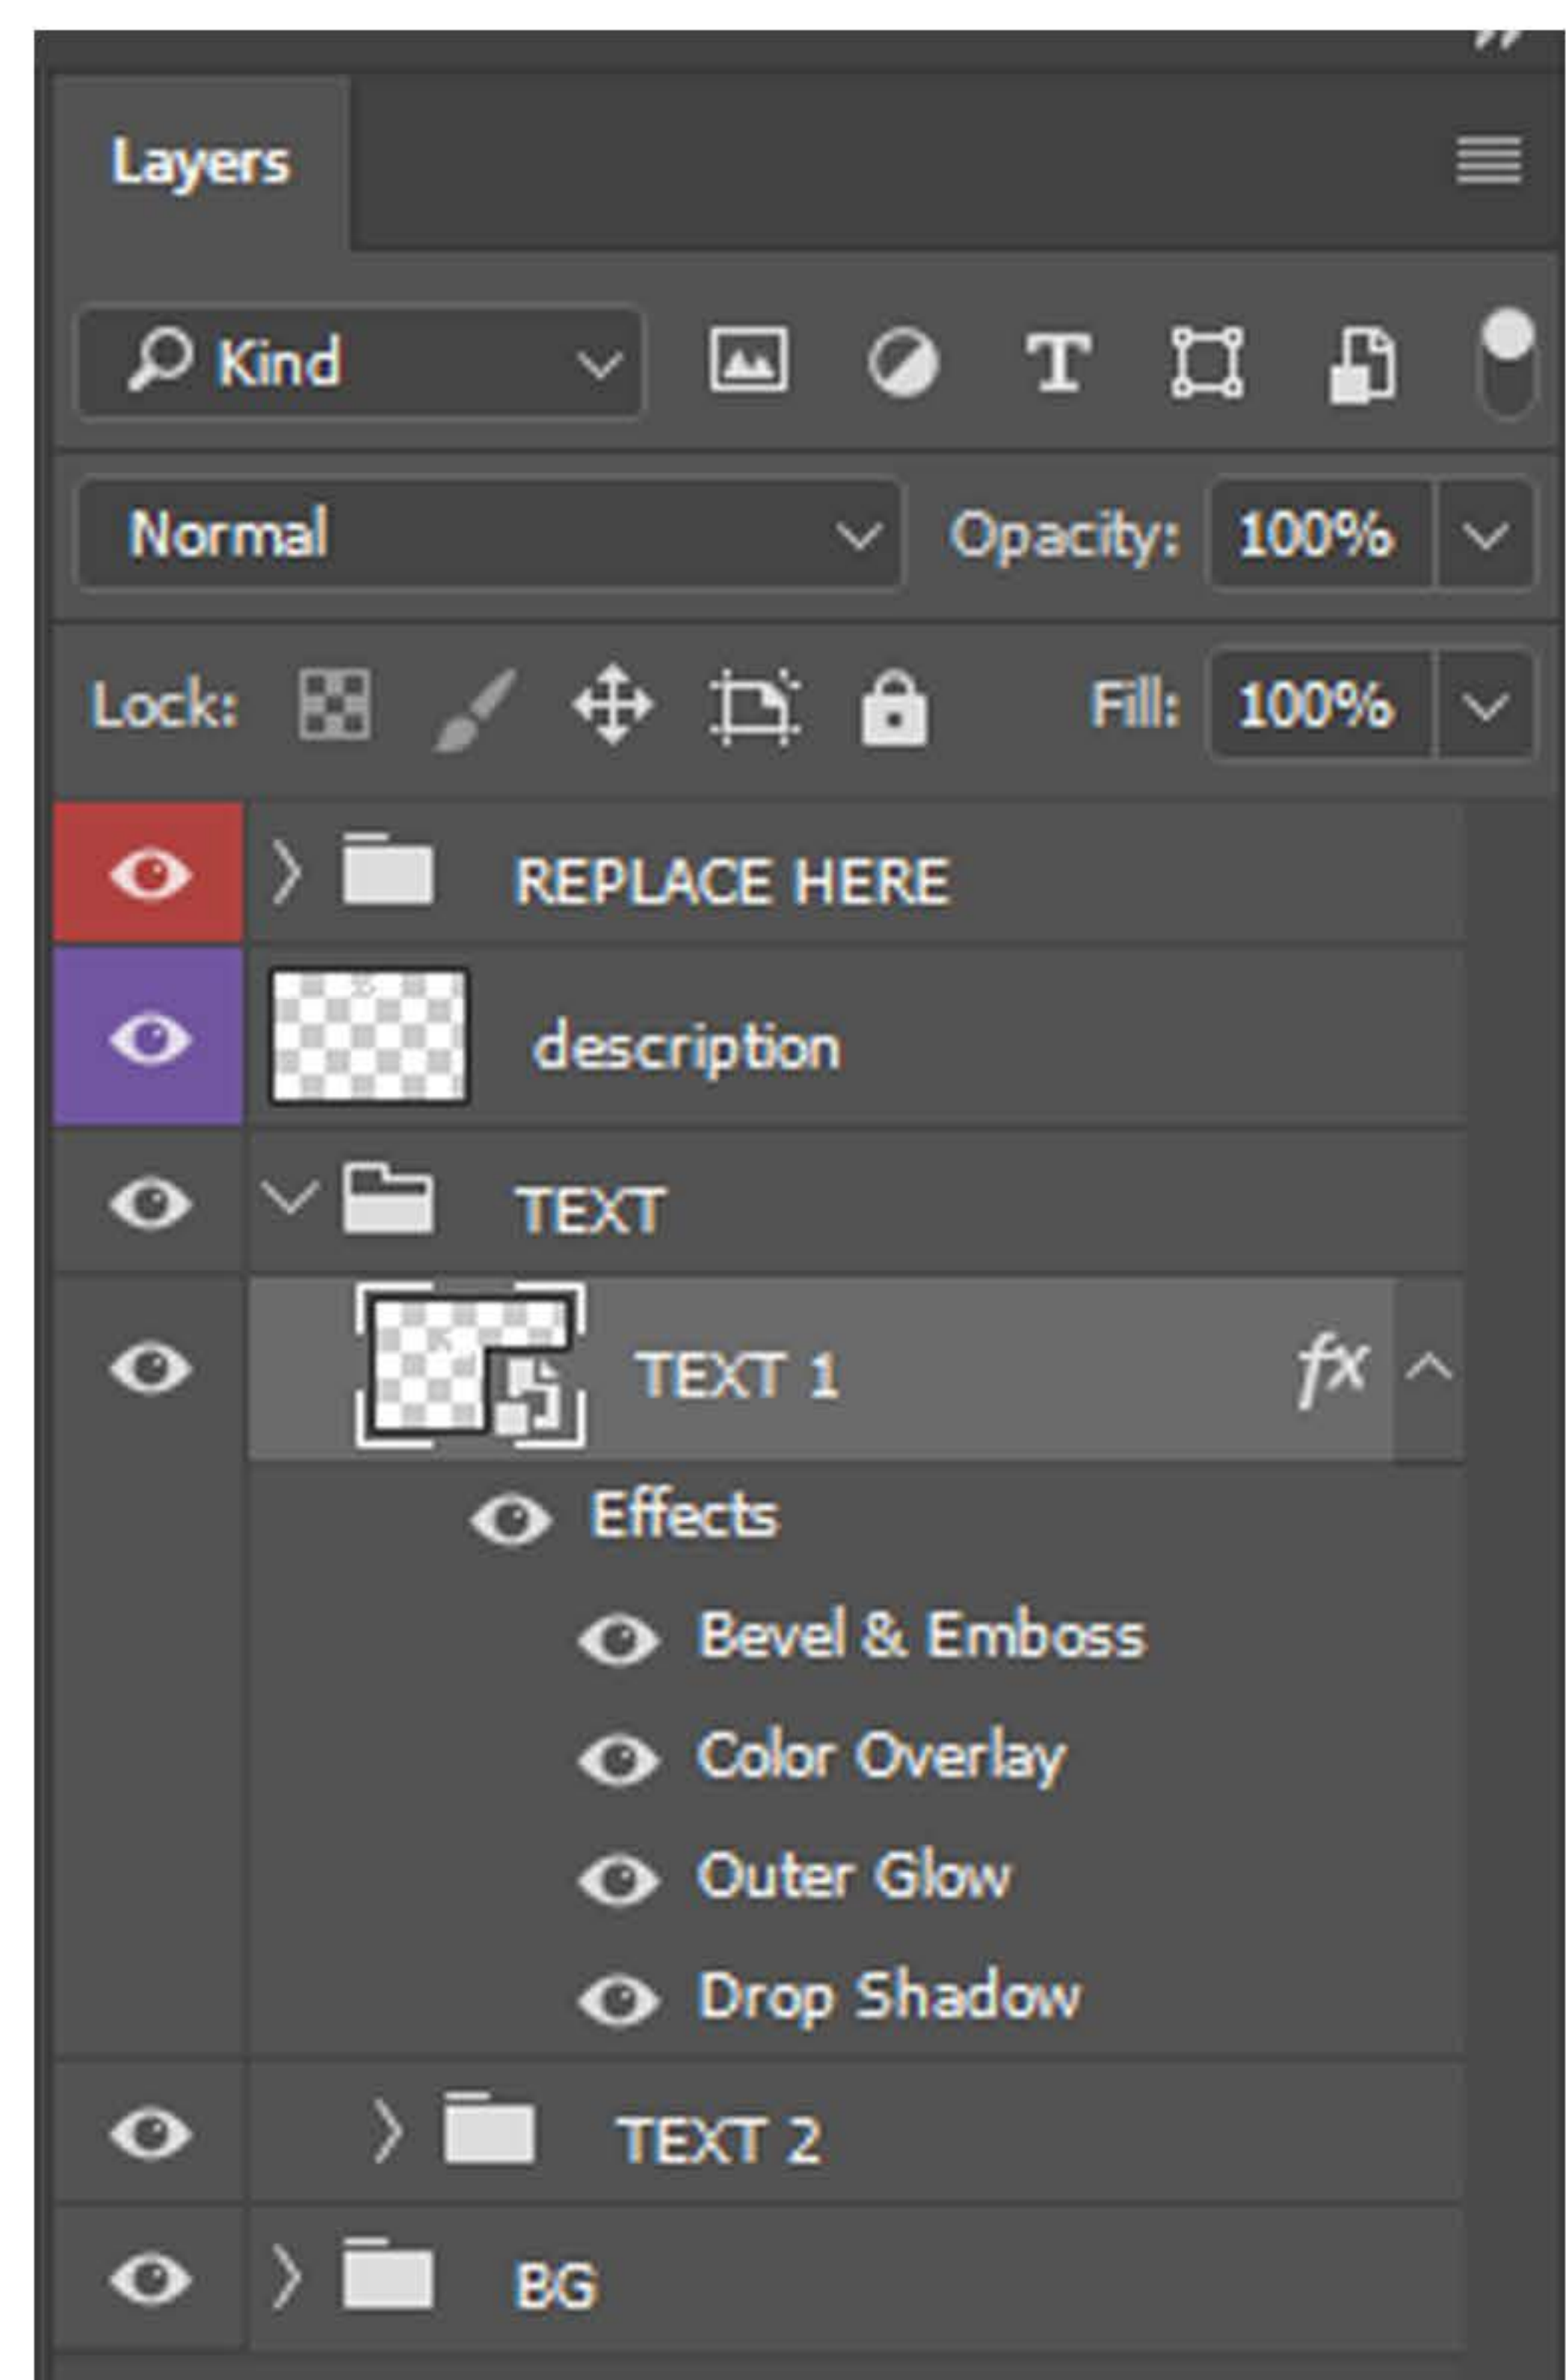 Layers
Kind
Normal Opacity: 100%
Lock: Fill: 100%
REPLACE HERE
description
TEXT
TEXT 1 fx
Effects
Bevel & Emboss
Color Overlay
Outer Glow
Drop Shadow
TEXT 2
BG